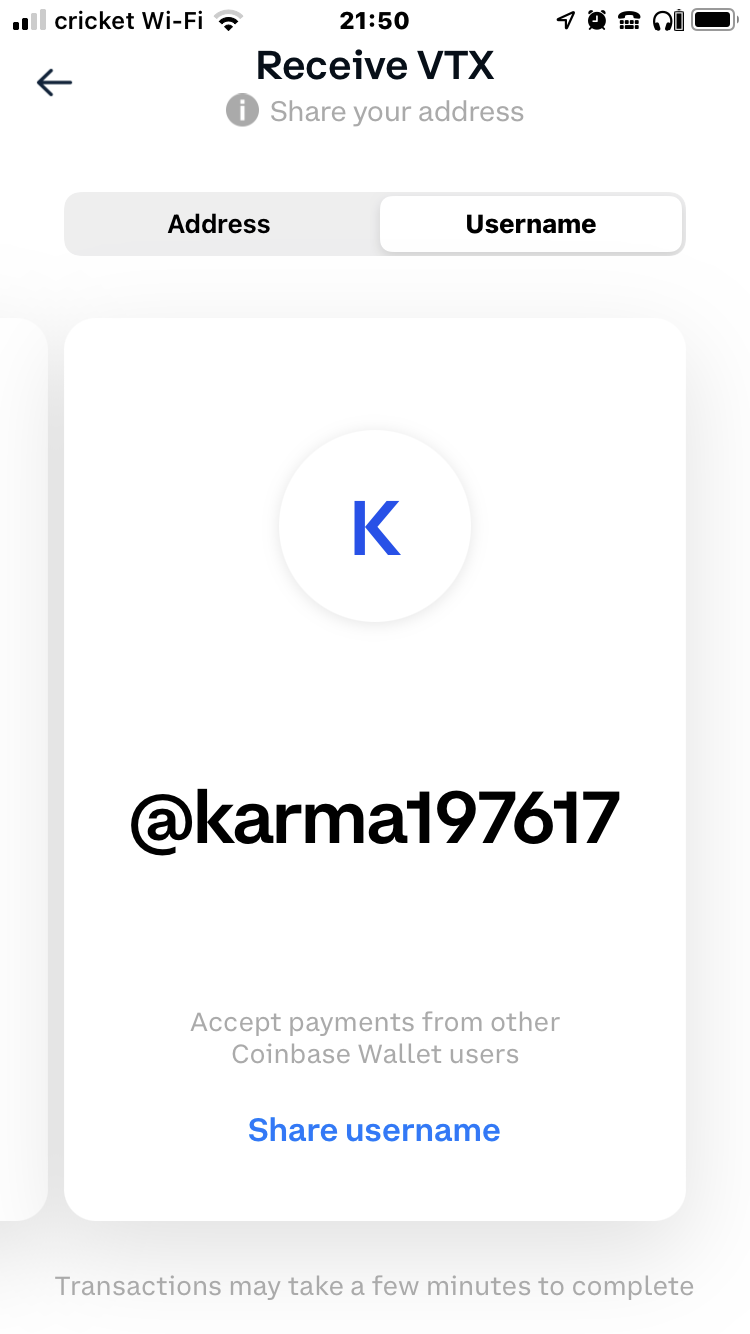 cricket Wi-Fi 21:50
Receive VTX
Share your address
Address Username
K
@karma197617
Accept payments from other
Coinbase Wallet users
Share username
Transactions may take a few minutes to complete